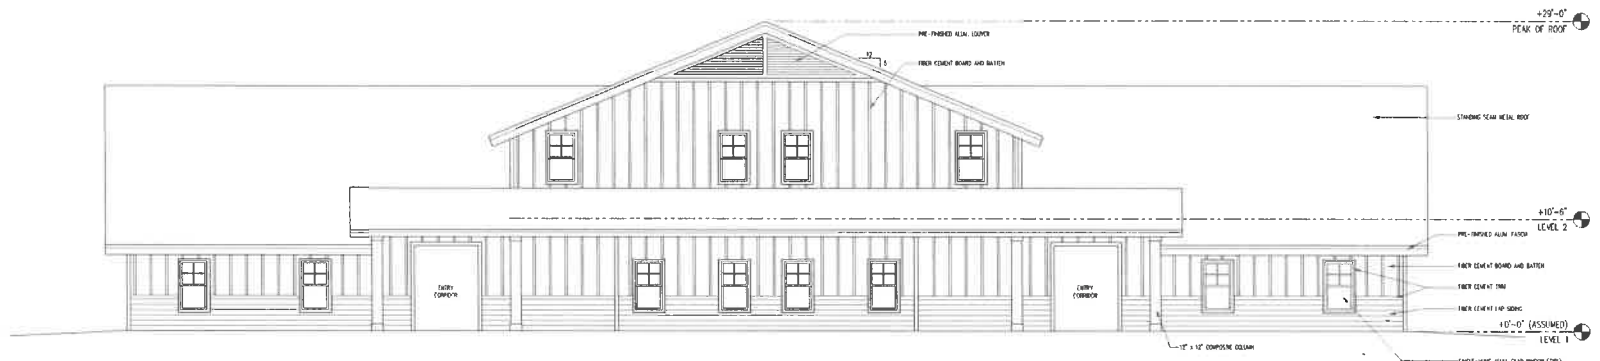 +29'-0"
PEAK OF ROOF
PRE-FINISHED ALUM. LOUVER
12
FIBER CEMENT BOARD AND BATTEN
STANDING SEAM METAL ROOF
+10'-6"
LEVEL 2
PRE-FINISHED ALUM. FASCIA
FIBER CEMENT BOARD AND BATTEN
ENTRY
CORRIDOR
ENTRY
CORRIDOR
FIBER CEMENT TRIM
FIBER CEMENT LAP SIDING
±0'-0" (ASSUMED)
LEVEL 1
12" x 12" COMPOSITE COLUMN